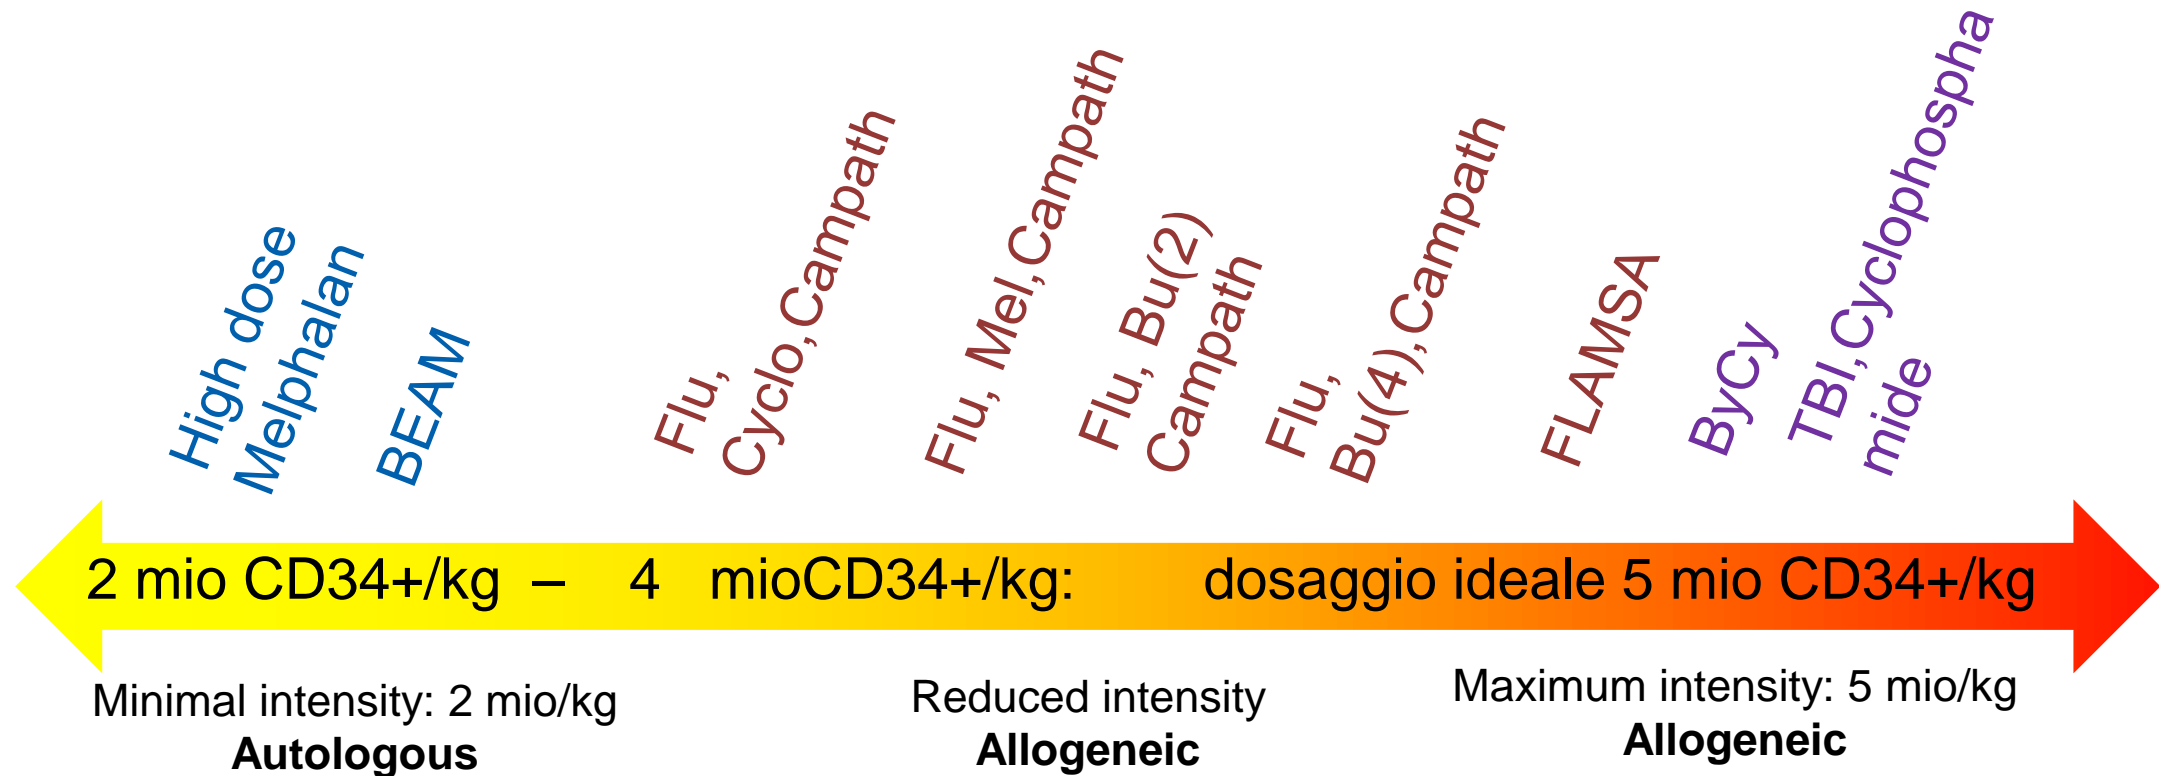 High dose
Melphalan
BEAM
Flu,
Cyclo,Campath
Flu, Mel,Campath
Flu, Bu(2)
Campath
Flu,
Bu(4),Campath
FLAMSA
ByCy
TBI,Cyclophospha
mide
2 mio CD34+/kg – 4 mioCD34+/kg: dosaggio ideale 5 mio CD34+/kg
Minimal intensity: 2 mio/kg
Autologous
Reduced intensity
Allogeneic
Maximum intensity: 5 mio/kg
Allogeneic